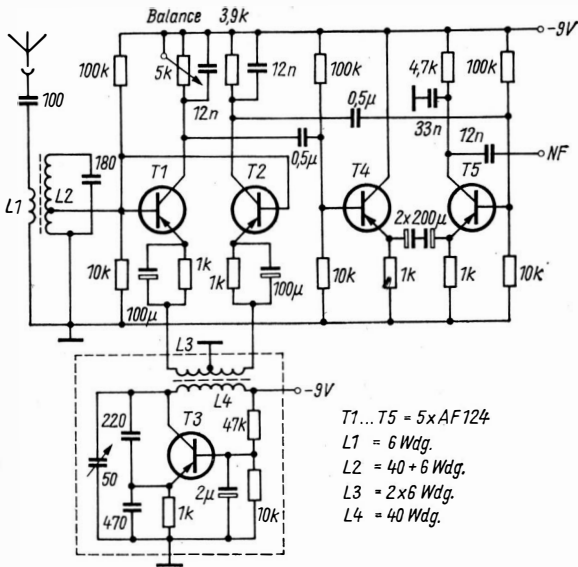 Balance 3,9k
-9V
100k
5k
12n
12n
100k
4,7k
100k
100
0,5µ
33n
12n
0,5µ
NF
180
L1
L2
T1
T2
T4
T5
2x200µ
10k
1k
1k
10k
1k
1k
10k
100µ
100µ
L3
L4
-9V
220
T3
47k
50
2µ
470
1k
10k
T1...T5 = 5xAF124
L1 = 6 Wdg.
L2 = 40+6 Wdg.
L3 = 2x6 Wdg.
L4 = 40 Wdg.